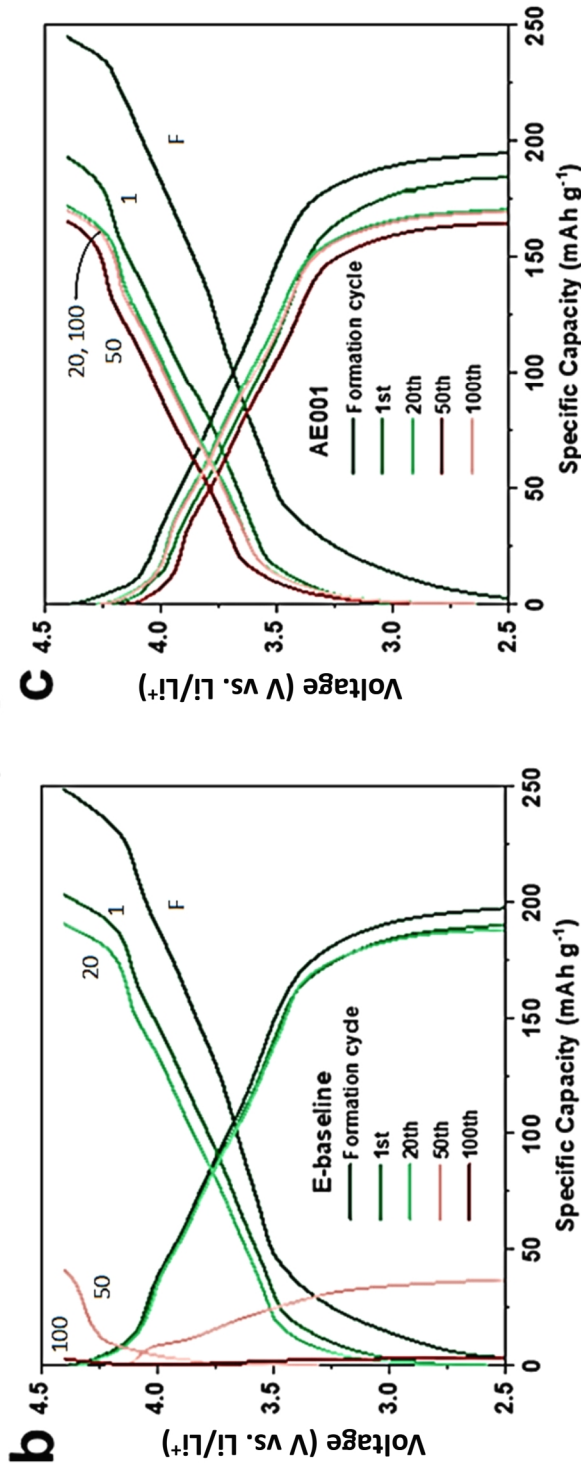 b
4.5
4.0
3.5
3.0
2.5
Voltage (V vs. Li/Li⁺)
100
50
20
1
F
E-baseline
Formation cycle
1st
20th
50th
100th
0
50
100
150
200
250
Specific Capacity (mAh g⁻¹)
c
4.5
4.0
3.5
3.0
2.5
Voltage (V vs. Li/Li⁺)
20, 100
50
1
F
AE001
Formation cycle
1st
20th
50th
100th
0
50
100
150
200
250
Specific Capacity (mAh g⁻¹)